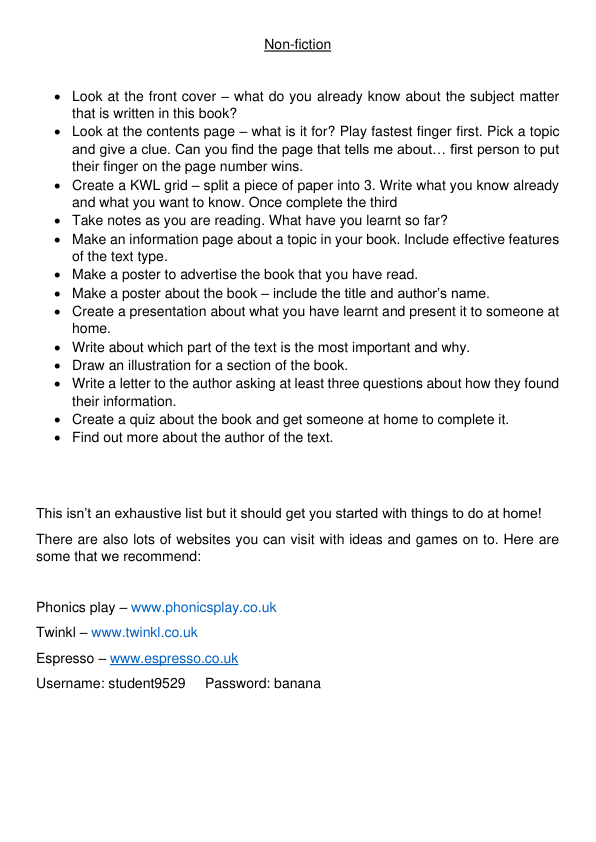 Non-fiction
• Look at the front cover – what do you already know about the subject matter
that is written in this book?
• Look at the contents page – what is it for? Play fastest finger first. Pick a topic
and give a clue. Can you find the page that tells me about… first person to put
their finger on the page number wins.
• Create a KWL grid – split a piece of paper into 3. Write what you know already
and what you want to know. Once complete the third
• Take notes as you are reading. What have you learnt so far?
• Make an information page about a topic in your book. Include effective features
of the text type.
• Make a poster to advertise the book that you have read.
• Make a poster about the book – include the title and author’s name.
• Create a presentation about what you have learnt and present it to someone at
home.
• Write about which part of the text is the most important and why.
• Draw an illustration for a section of the book.
• Write a letter to the author asking at least three questions about how they found
their information.
• Create a quiz about the book and get someone at home to complete it.
• Find out more about the author of the text.
This isn’t an exhaustive list but it should get you started with things to do at home!
There are also lots of websites you can visit with ideas and games on to. Here are
some that we recommend:
Phonics play – www.phonicsplay.co.uk
Twinkl – www.twinkl.co.uk
Espresso – www.espresso.co.uk
Username: student9529 Password: banana